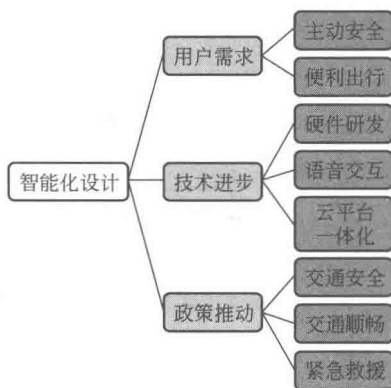 智能化设计
用户需求
主动安全
便利出行
技术进步
硬件研发
语音交互
云平台
一体化
政策推动
交通安全
交通顺畅
紧急救援